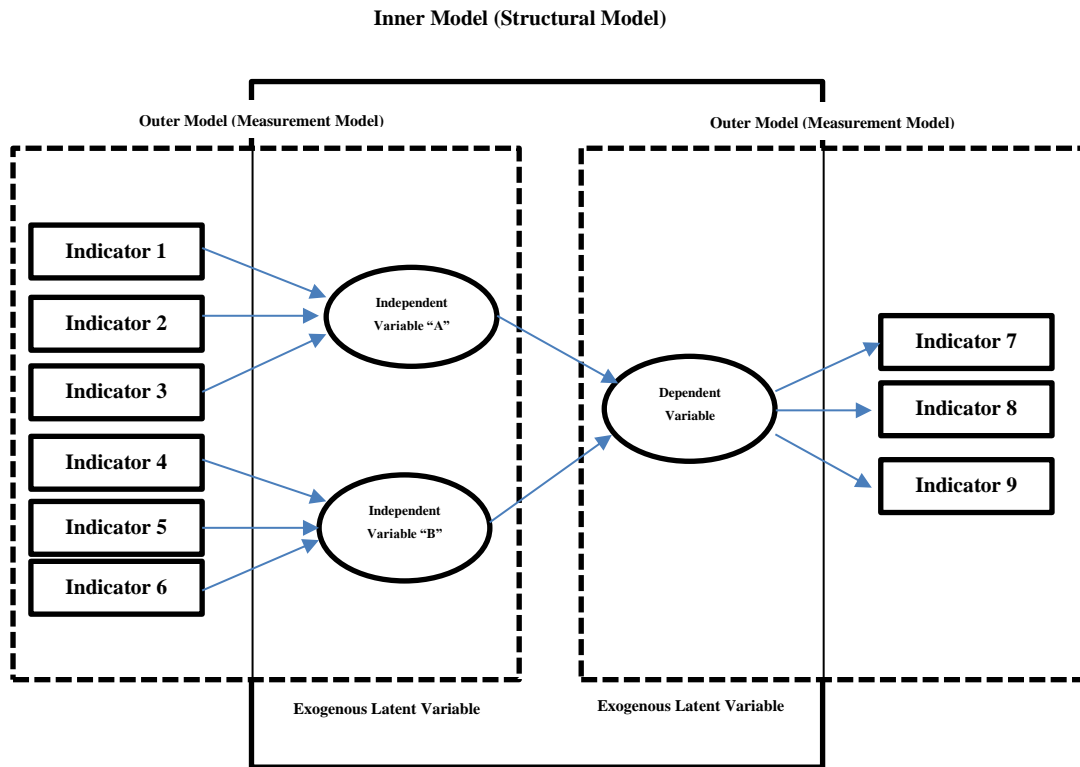 Inner Model (Structural Model)
Outer Model (Measurement Model)
Outer Model (Measurement Model)
Indicator 1
Indicator 2
Indicator 3
Indicator 4
Indicator 5
Indicator 6
Independent
Variable “A”
Independent
Variable “B”
Dependent
Variable
Indicator 7
Indicator 8
Indicator 9
Exogenous Latent Variable
Exogenous Latent Variable